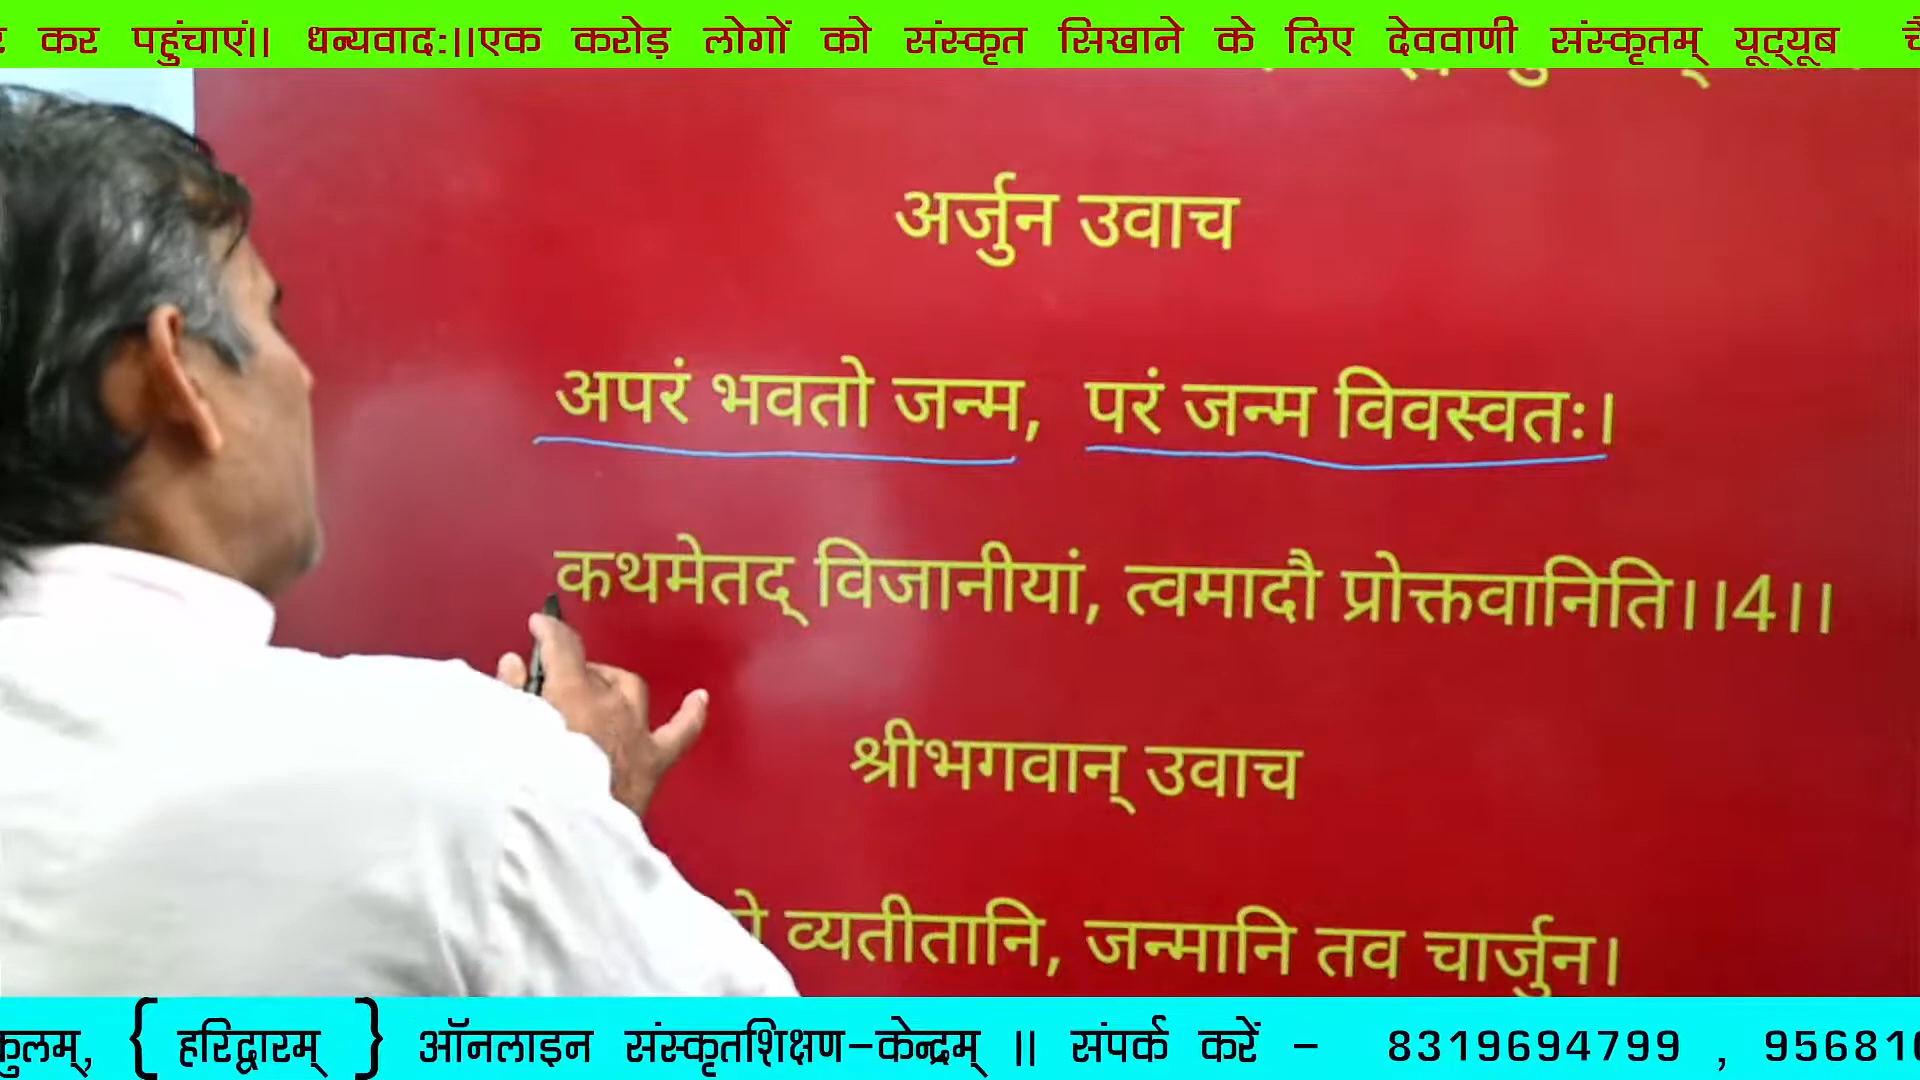 कर पहुंचाएं|| धन्यवादः||एक करोड़ लोगों को संस्कृत सिखाने के लिए देववाणी संस्कृतम् यूट्यूब
अर्जुन उवाच
अपरं भवतो जन्म, परं जन्म विवस्वतः।
कथमेतद् विजानीयां, त्वमादौ प्रोक्तवानिति।।4।।
श्रीभगवान् उवाच
व्यतीतानि, जन्मानि तव चार्जुन।
{ हरिद्वारम् } ऑनलाइन संस्कृतशिक्षण-केन्द्रम् || संपर्क करें - 8319694799 ,